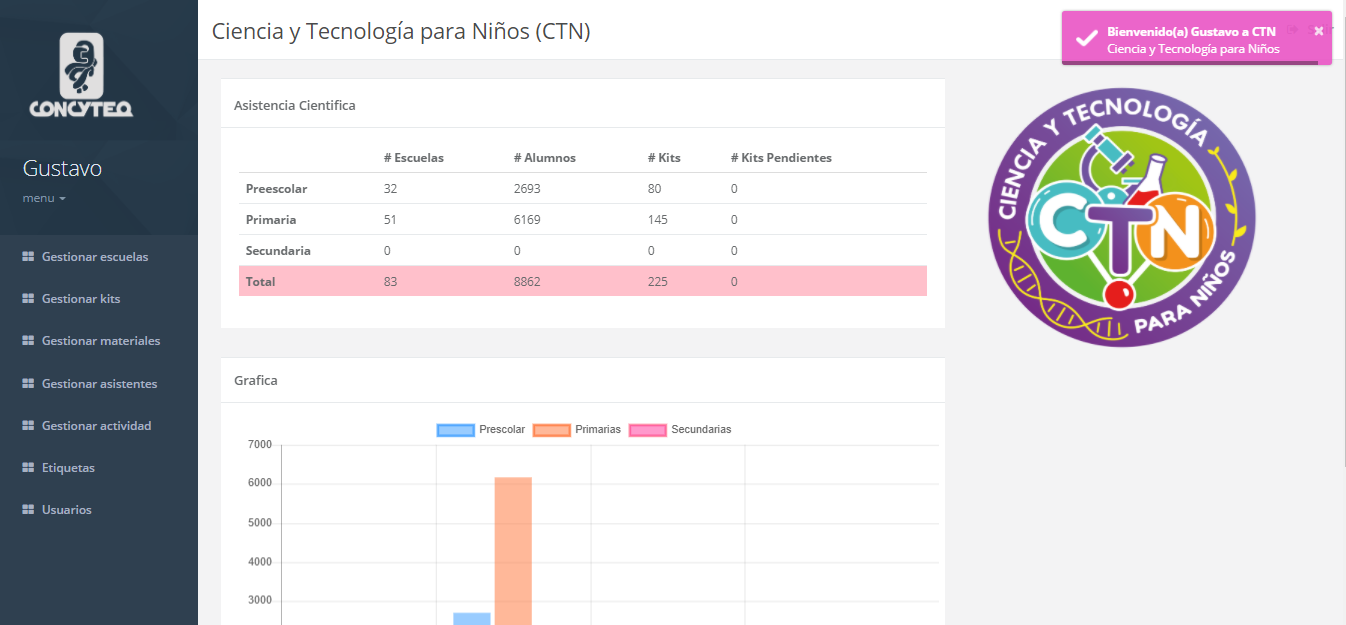 CONCYTEQ
Gustavo
menu
Gestionar escuelas
Gestionar kits
Gestionar materiales
Gestionar asistentes
Gestionar actividad
Etiquetas
Usuarios
Ciencia y Tecnología para Niños (CTN)
Bienvenido(a) Gustavo a CTN
Ciencia y Tecnología para Niños
Asistencia Cientifica
# Escuelas # Alumnos # Kits # Kits Pendientes
Preescolar 32 2693 80 0
Primaria 51 6169 145 0
Secundaria 0 0 0 0
Total 83 8862 225 0
CIENCIA Y TECNOLOGÍA
CTN
PARA NIÑOS
Grafica
Prescolar Primarias Secundarias
7000
6000
5000
4000
3000